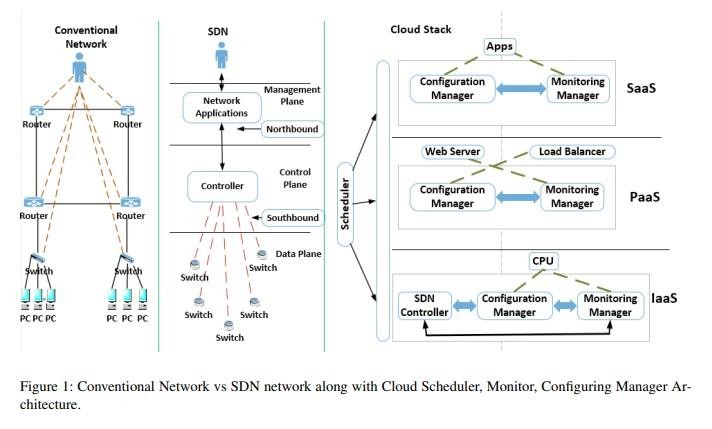 Conventional
Network
Router
Router
Router
Router
Switch
Switch
PC PC PC
PC PC PC
SDN
Management
Plane
Network
Applications
Northbound
Control
Plane
Controller
Southbound
Data Plane
Switch
Switch
Switch
Switch
Switch
Cloud Stack
Scheduler
Apps
Configuration
Manager
Monitoring
Manager
SaaS
Web Server
Load Balancer
Configuration
Manager
Monitoring
Manager
PaaS
CPU
SDN
Controller
Configuration
Manager
Monitoring
Manager
IaaS
Figure 1: Conventional Network vs SDN network along with Cloud Scheduler, Monitor, Configuring Manager Ar-
chitecture.